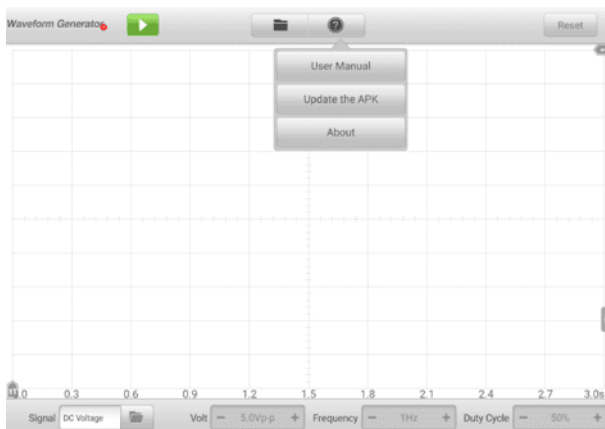 Waveform Generator
Reset
User Manual
Update the APK
About
0.3 0.6 0.9 1.2 1.5 1.8 2.1 2.4 2.7 3.0s
Signal DC Voltage Volt − 5.0Vp-p + Frequency − 1Hz + Duty Cycle − 50% +